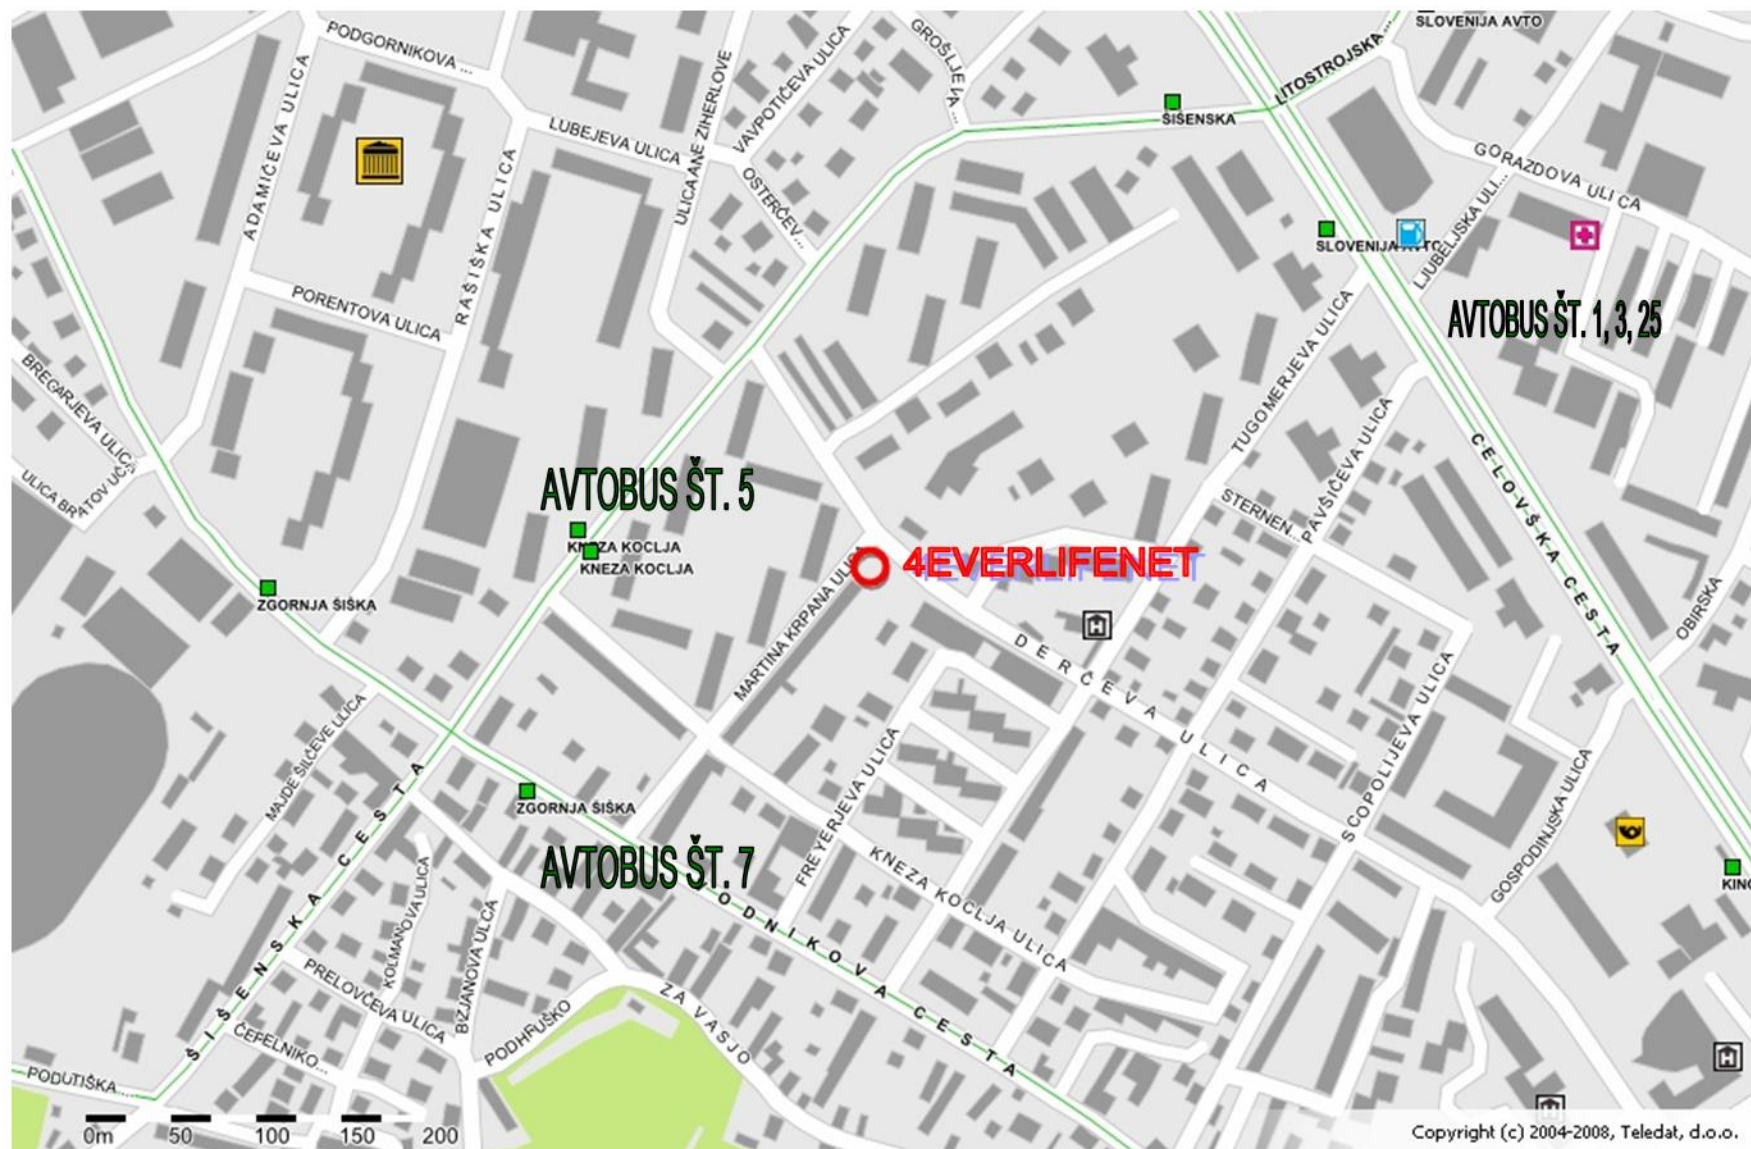 SLOVENIJA AVTO
PODGORNIKOVA ...
GROŠLJEVA ...
LITOSTROJSKA ...
ULICA ANE ZIHERLOVE
VAVPOTIČEVA ULICA
ADAMIČEVA ULICA
ŠIŠENSKA
LUBEJEVA ULICA
GORAZDOVA ULICA
RAŠIŠKA ULICA
OSTERČEV...
LJUBELJSKA ULI...
SLOVENIJA AVTO
PORENTOVA ULICA
AVTOBUS ŠT. 1, 3, 25
TUGOMERJEVA ULICA
BREGARJEVA ULICA
PAVŠIČEVA ULICA
CELOVŠKA CESTA
ULICA BRATOV UČ...
AVTOBUS ŠT. 5
STERNEN...
KNEZA KOCLJA
KNEZA KOCLJA
4EVERLIFENET
MARTINA KRPANA ULICA
ZGORNJA ŠIŠKA
OBIRSKA
DERČEVA ULICA
MAJDE ŠILČEVE ULICA
SCOPOLIJEVA ULICA
FREYERJEVA ULICA
GOSPODINJSKA ULICA
ZGORNJA ŠIŠKA
AVTOBUS ŠT. 7
KNEZA KOCLJA ULICA
KINO
ŠIŠENSKA CESTA
KOLMANOVA ULICA
BIZJANOVA ULICA
VODNIKOVA CESTA
PRELOVČEVA ULICA
ZA VASJO
PODHRUŠKO
ČEFELNIKO...
PODUTIŠKA ...
0m 50 100 150 200
Copyright (c) 2004-2008, Teledat, d.o.o.